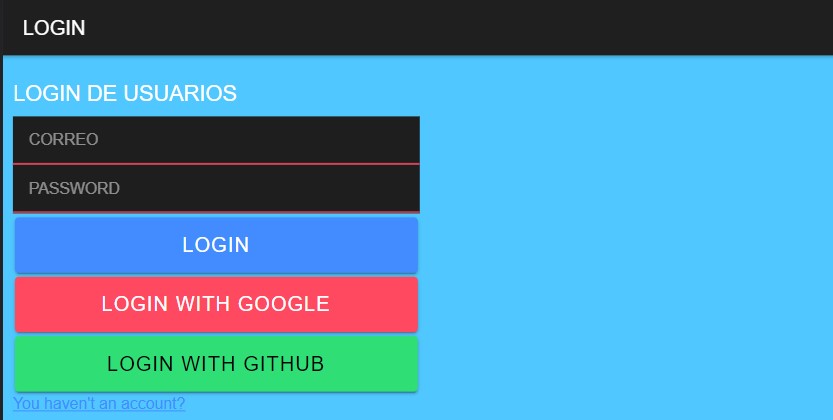 LOGIN
LOGIN DE USUARIOS
CORREO
PASSWORD
LOGIN
LOGIN WITH GOOGLE
LOGIN WITH GITHUB
You haven't an account?